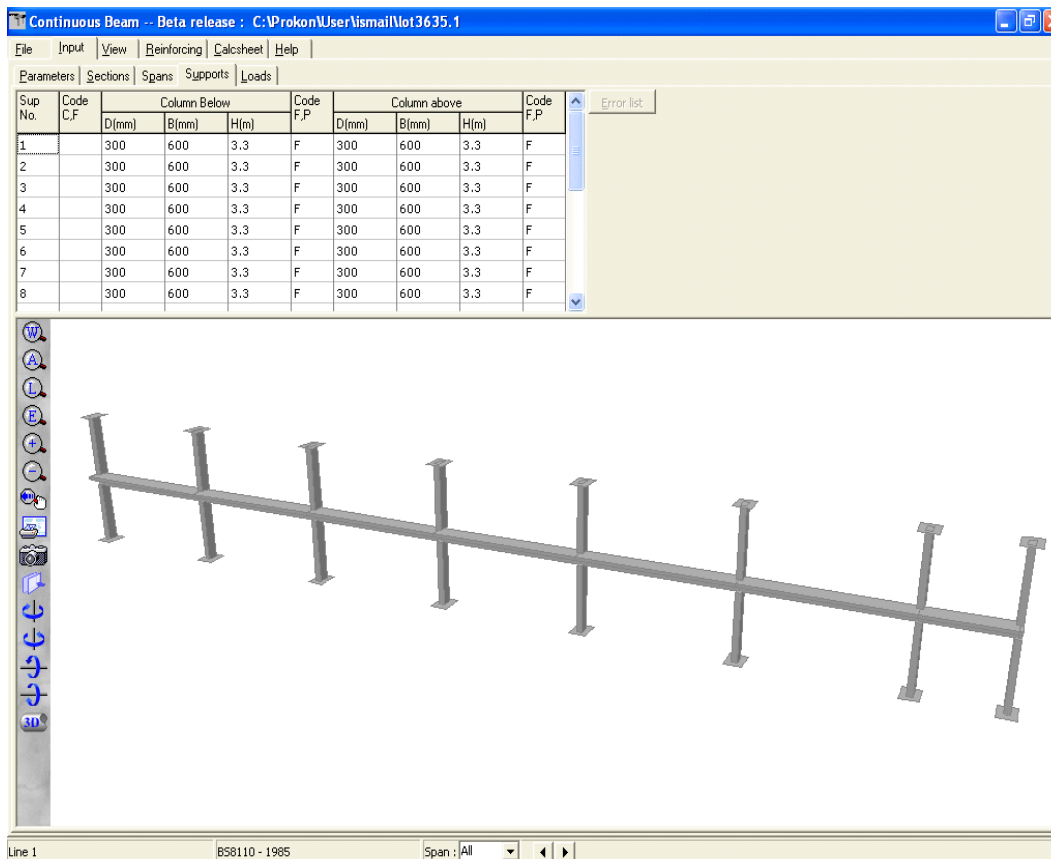 Continuous Beam -- Beta release : C:\Prokon\User\ismail\lot3635.1
File Input View Reinforcing Calcsheet Help
Parameters Sections Spans Supports Loads
Sup No. Code C,F Column Below Code F,P Column above Code F,P Error list
D(mm) B(mm) H(m) D(mm) B(mm) H(m)
1 300 600 3.3 F 300 600 3.3 F
2 300 600 3.3 F 300 600 3.3 F
3 300 600 3.3 F 300 600 3.3 F
4 300 600 3.3 F 300 600 3.3 F
5 300 600 3.3 F 300 600 3.3 F
6 300 600 3.3 F 300 600 3.3 F
7 300 600 3.3 F 300 600 3.3 F
8 300 600 3.3 F 300 600 3.3 F
W
A
L
E
3D
Line 1 BS8110 - 1985 Span : All